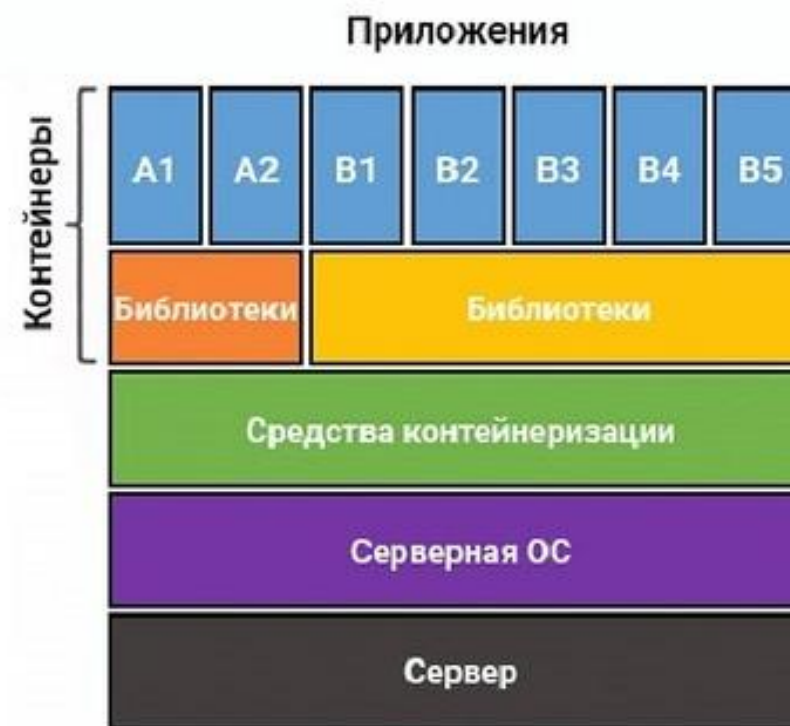 Приложения
Контейнеры
A1 A2 B1 B2 B3 B4 B5
Библиотеки Библиотеки
Средства контейнеризации
Серверная ОС
Сервер